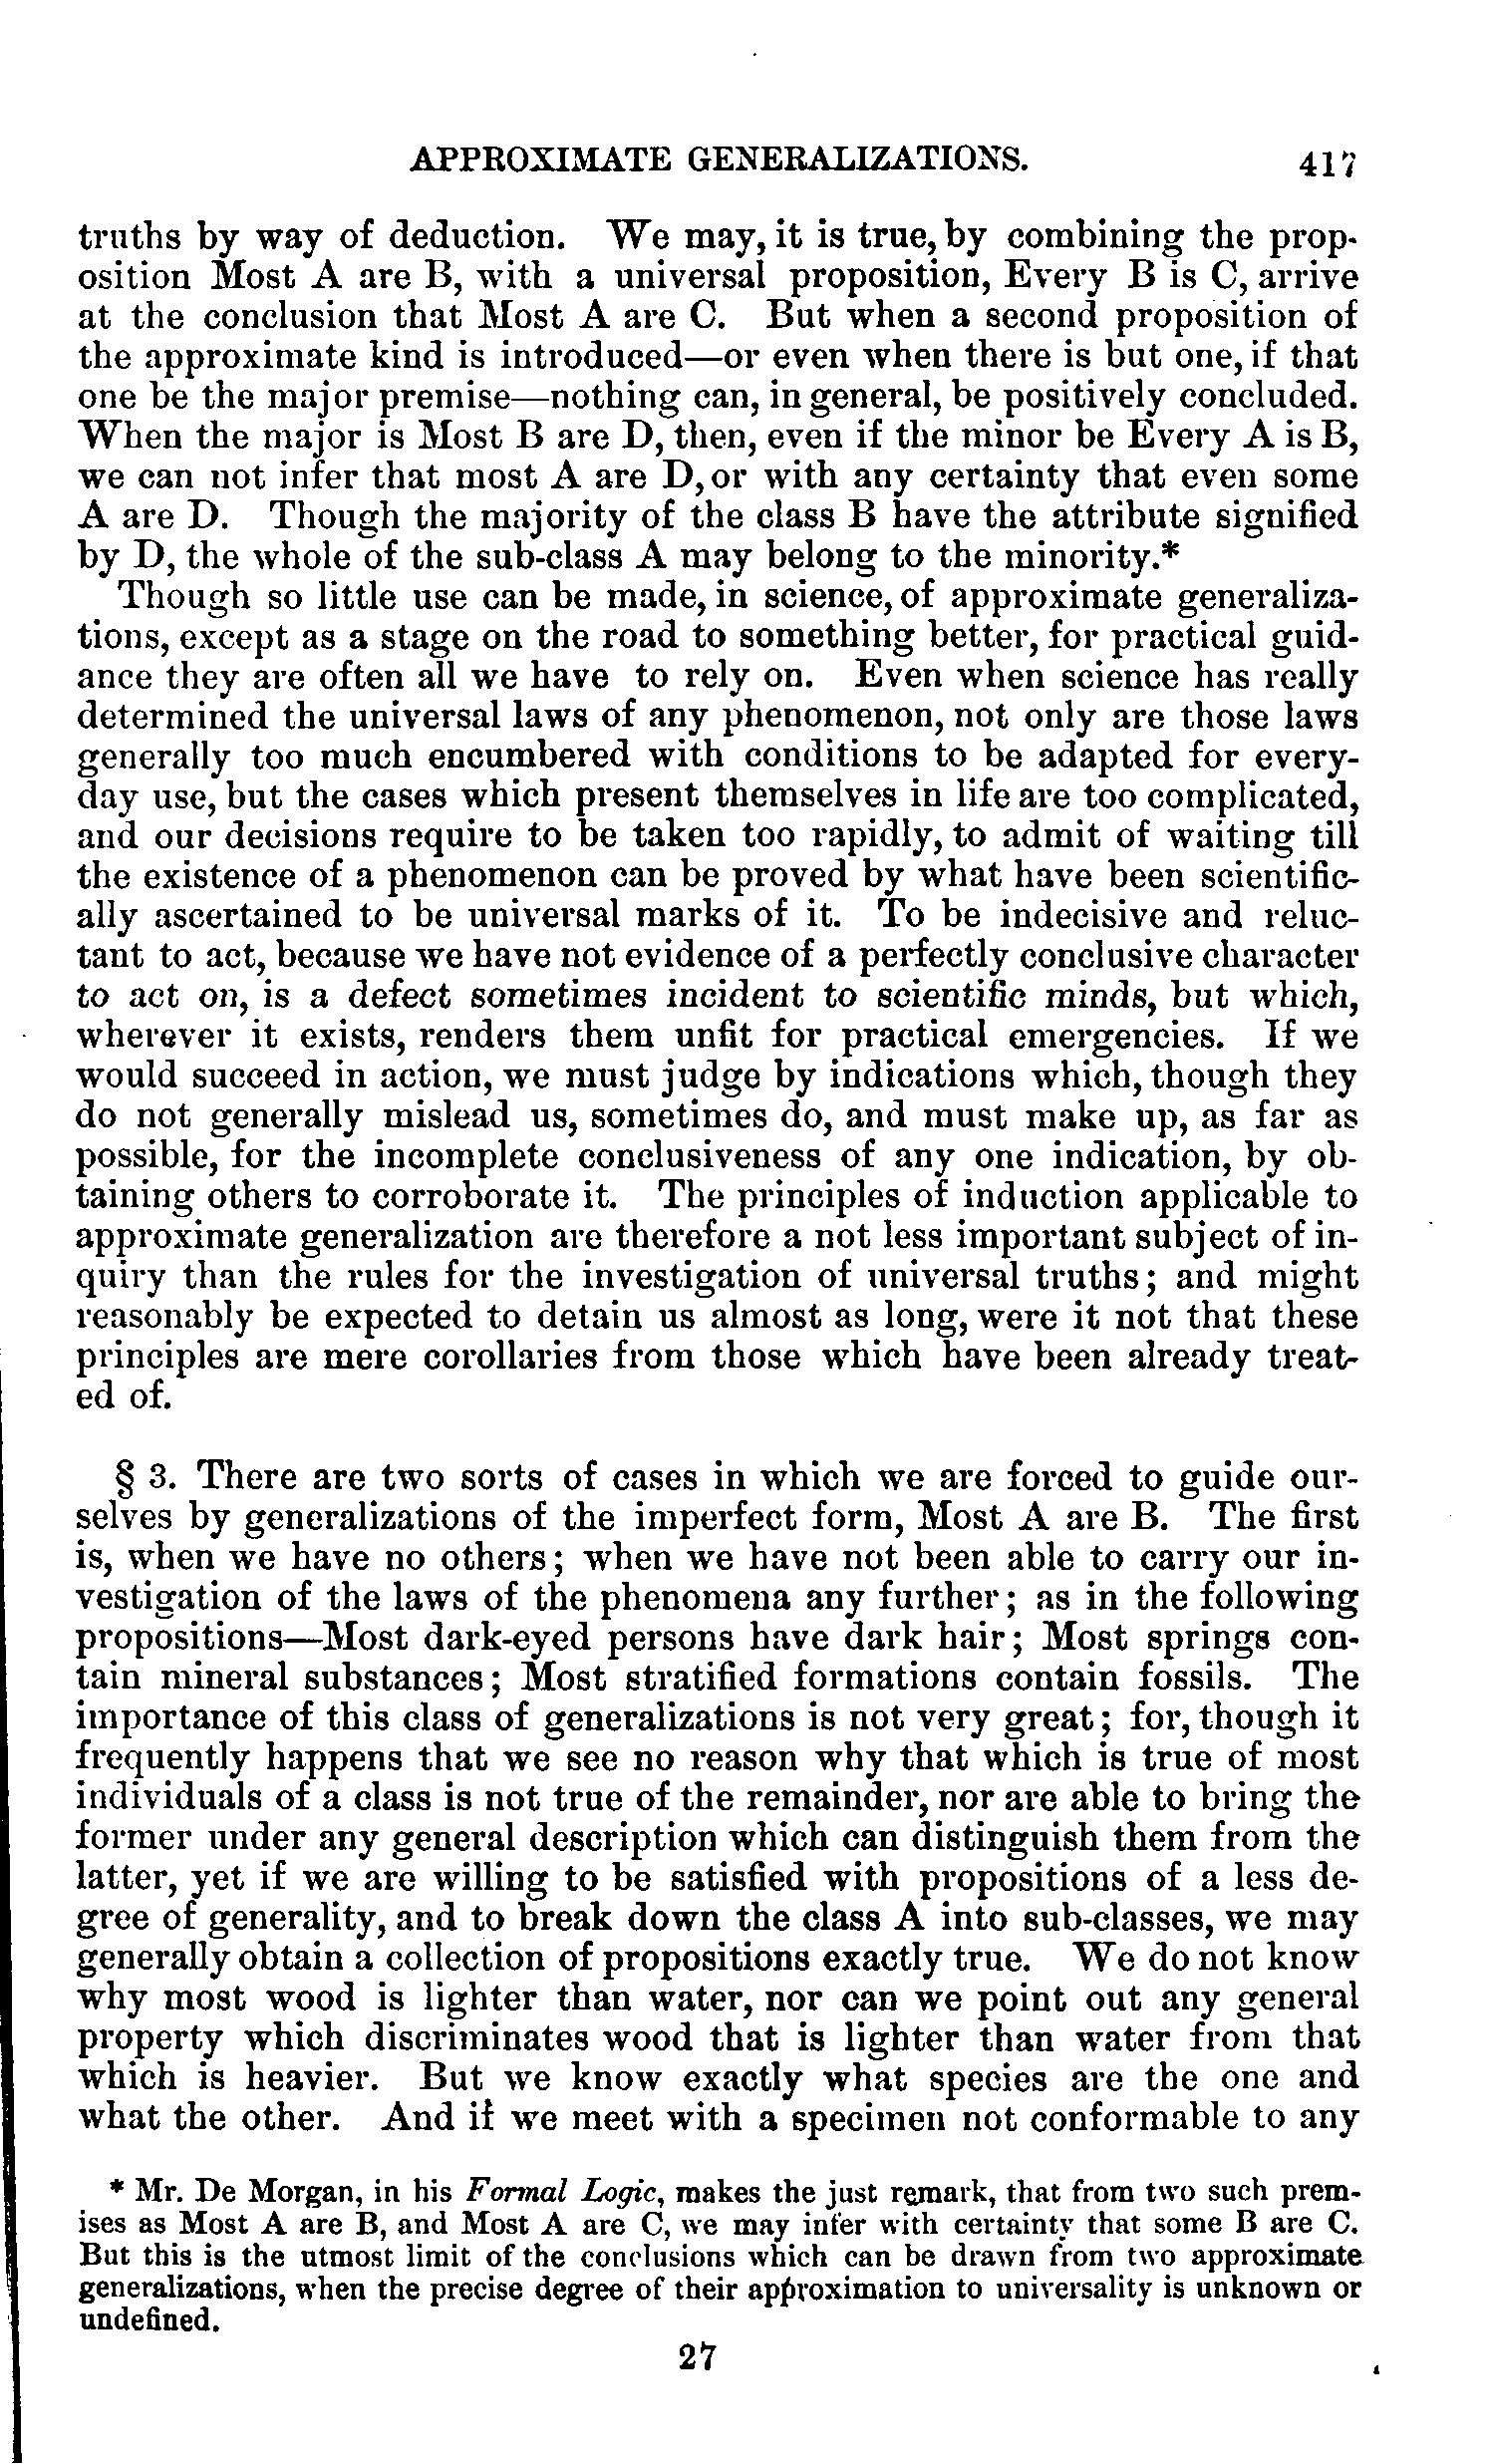 APPROXIMATE GENERALIZATIONS. 417
truths by way of deduction. We may, it is true, by combining the prop-
osition Most A are B, with a universal proposition, Every B is C, arrive
at the conclusion that Most A are C. But when a second proposition of
the approximate kind is introduced—or even when there is but one, if that
one be the major premise—nothing can, in general, be positively concluded.
When the major is Most B are D, then, even if the minor be Every A is B,
we can not infer that most A are D, or with any certainty that even some
A are D. Though the majority of the class B have the attribute signified
by D, the whole of the sub-class A may belong to the minority.*
Though so little use can be made, in science, of approximate generaliza-
tions, except as a stage on the road to something better, for practical guid-
ance they are often all we have to rely on. Even when science has really
determined the universal laws of any phenomenon, not only are those laws
generally too much encumbered with conditions to be adapted for every-
day use, but the cases which present themselves in life are too complicated,
and our decisions require to be taken too rapidly, to admit of waiting till
the existence of a phenomenon can be proved by what have been scientific-
ally ascertained to be universal marks of it. To be indecisive and reluc-
tant to act, because we have not evidence of a perfectly conclusive character
to act on, is a defect sometimes incident to scientific minds, but which,
wherever it exists, renders them unfit for practical emergencies. If we
would succeed in action, we must judge by indications which, though they
do not generally mislead us, sometimes do, and must make up, as far as
possible, for the incomplete conclusiveness of any one indication, by ob-
taining others to corroborate it. The principles of induction applicable to
approximate generalization are therefore a not less important subject of in-
quiry than the rules for the investigation of universal truths; and might
reasonably be expected to detain us almost as long, were it not that these
principles are mere corollaries from those which have been already treat-
ed of.
§ 3. There are two sorts of cases in which we are forced to guide our-
selves by generalizations of the imperfect form, Most A are B. The first
is, when we have no others; when we have not been able to carry our in-
vestigation of the laws of the phenomena any further; as in the following
propositions—Most dark-eyed persons have dark hair; Most springs con-
tain mineral substances; Most stratified formations contain fossils. The
importance of this class of generalizations is not very great; for, though it
frequently happens that we see no reason why that which is true of most
individuals of a class is not true of the remainder, nor are able to bring the
former under any general description which can distinguish them from the
latter, yet if we are willing to be satisfied with propositions of a less de-
gree of generality, and to break down the class A into sub-classes, we may
generally obtain a collection of propositions exactly true. We do not know
why most wood is lighter than water, nor can we point out any general
property which discriminates wood that is lighter than water from that
which is heavier. But we know exactly what species are the one and
what the other. And if we meet with a specimen not conformable to any
* Mr. De Morgan, in his Formal Logic, makes the just remark, that from two such prem-
ises as Most A are B, and Most A are C, we may infer with certainty that some B are C.
But this is the utmost limit of the conclusions which can be drawn from two approximate
generalizations, when the precise degree of their approximation to universality is unknown or
undefined.
27